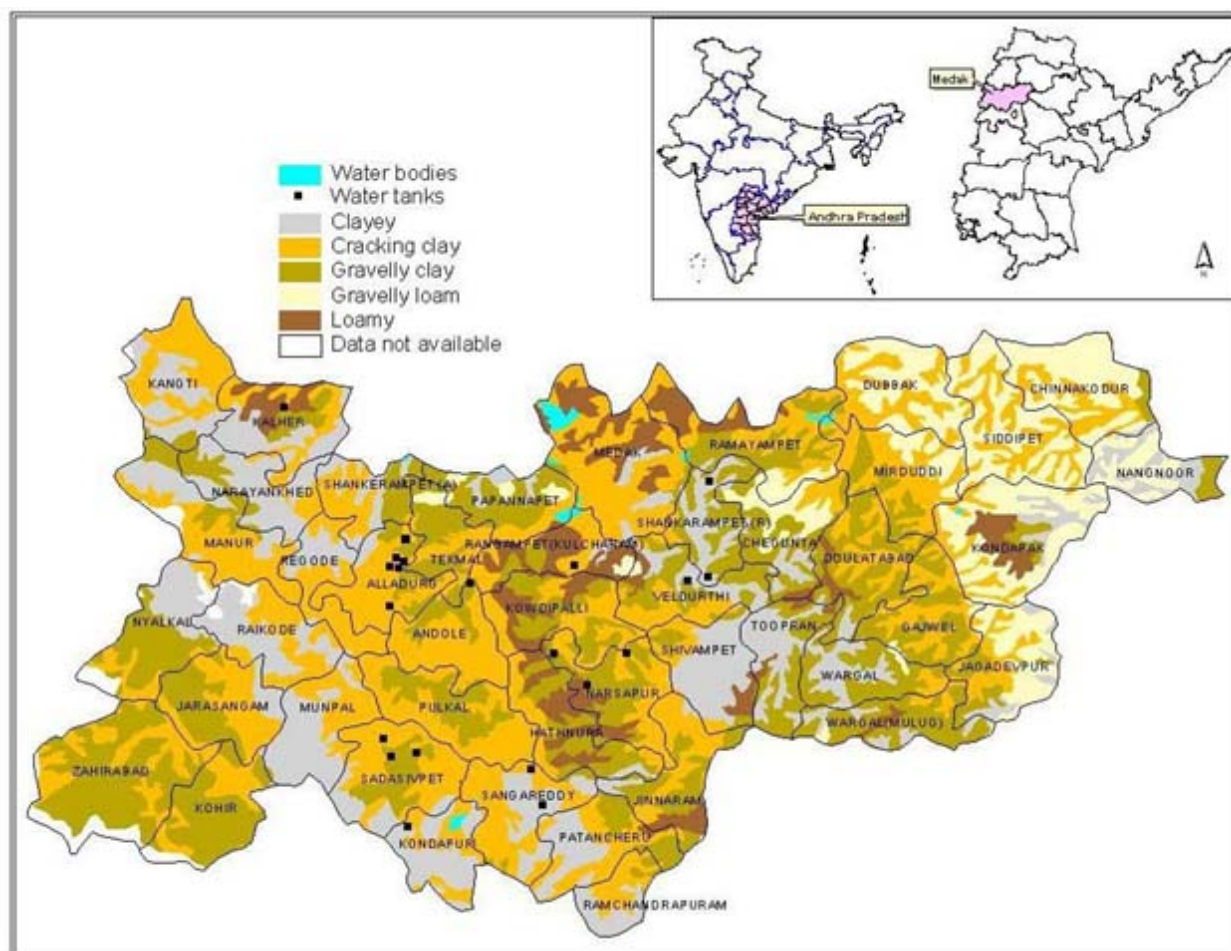 Medak
Andhra Pradesh
N
Water bodies
Water tanks
Clayey
Cracking clay
Gravelly clay
Gravelly loam
Loamy
Data not available
KANGTI
KALHER
DUBBAK
CHINNAKODUR
SIDDIPET
MEDAK
RAMAYAMPET
MIRDUDDI
NANGNOOR
NARAYANKHED
SHANKERAMPET(A)
PAPANNAPET
SHANKARAMPET(R)
MANUR
REGODE
TEKMAL
RANGAMPET(KULCHARAM)
CHEGUNTA
DOULATABAD
KONDAPAK
ALLADURG
NYALKAL
RAIKODE
ANDOLE
KOWDIPALLI
VELDURTHI
TOOPRAN
GAJWEL
SHIVAMPET
WARGAL
JAGADEVPUR
JARASANGAM
MUNPAL
PULKAL
NARSAPUR
WARGAL(MULUG)
HATHNURA
ZAHIRABAD
SADASIVPET
SANGAREDDY
JINNARAM
KOHIR
KONDAPUR
PATANCHERU
RAMCHANDRAPURAM